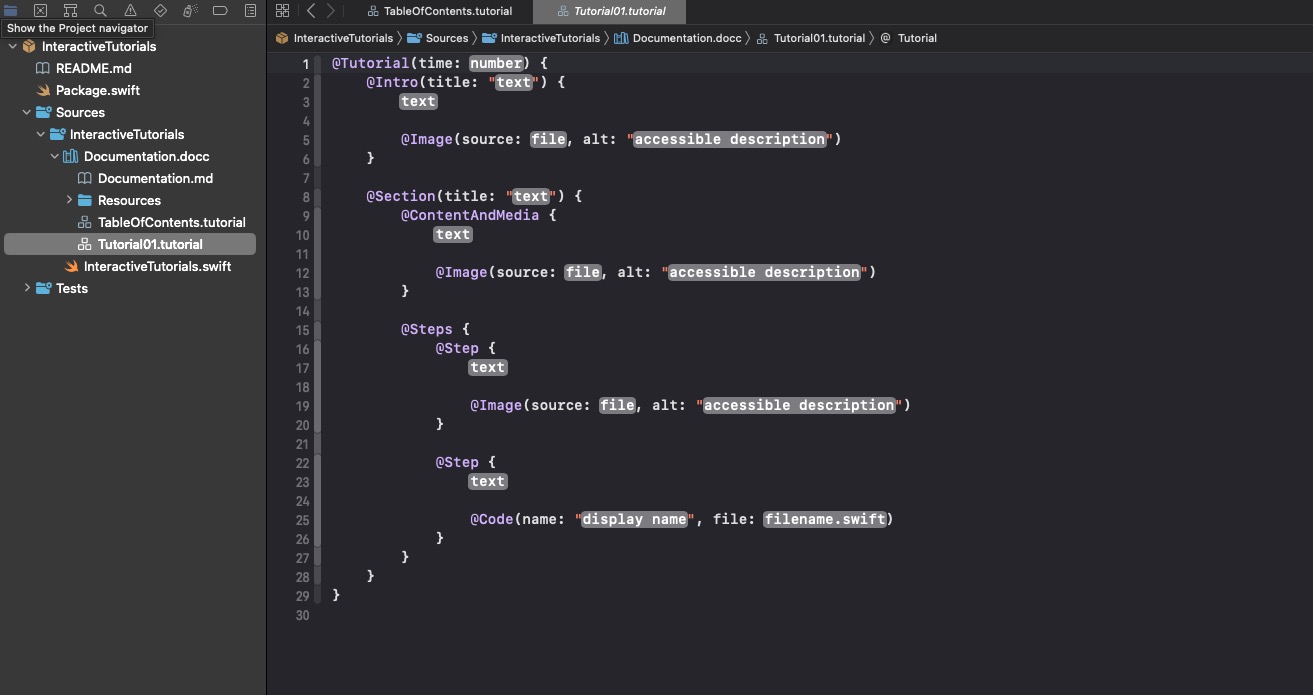 TableOfContents.tutorial
Tutorial01.tutorial
Show the Project navigator
InteractiveTutorials
README.md
Package.swift
Sources
InteractiveTutorials
Documentation.docc
Documentation.md
Resources
TableOfContents.tutorial
Tutorial01.tutorial
InteractiveTutorials.swift
Tests
InteractiveTutorials Sources InteractiveTutorials Documentation.docc Tutorial01.tutorial @ Tutorial
1 @Tutorial(time: number) {
2     @Intro(title: "text") {
3         text
4
5         @Image(source: file, alt: "accessible description")
6     }
7
8     @Section(title: "text") {
9         @ContentAndMedia {
10             text
11
12             @Image(source: file, alt: "accessible description")
13         }
14
15         @Steps {
16             @Step {
17                 text
18
19                 @Image(source: file, alt: "accessible description")
20             }
21
22             @Step {
23                 text
24
25                 @Code(name: "display name", file: filename.swift)
26             }
27         }
28     }
29 }
30